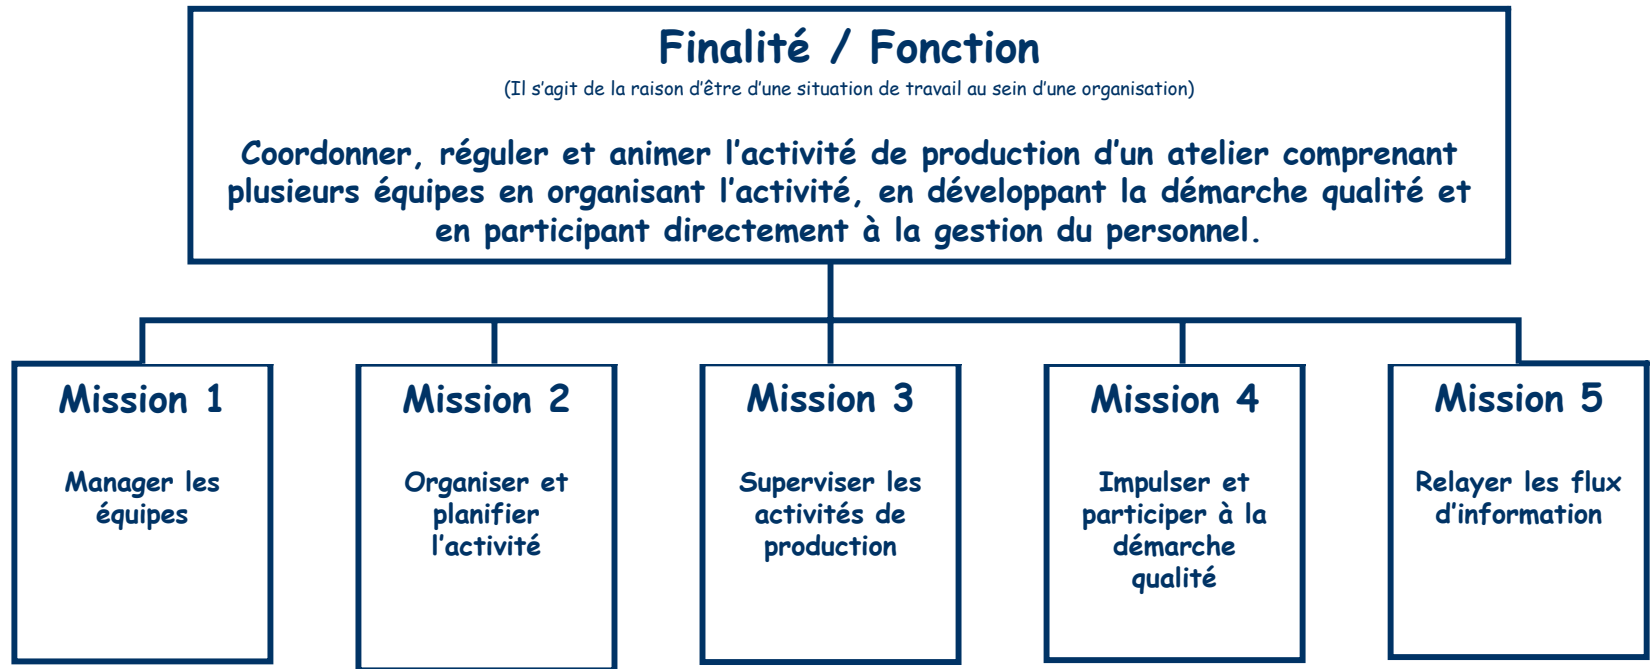 Finalité / Fonction
(Il s’agit de la raison d’être d’une situation de travail au sein d’une organisation)
Coordonner, réguler et animer l’activité de production d’un atelier comprenant
plusieurs équipes en organisant l’activité, en développant la démarche qualité et
en participant directement à la gestion du personnel.
Mission 1
Manager les
équipes
Mission 2
Organiser et
planifier
l’activité
Mission 3
Superviser les
activités de
production
Mission 4
Impulser et
participer à la
démarche
qualité
Mission 5
Relayer les flux
d’information